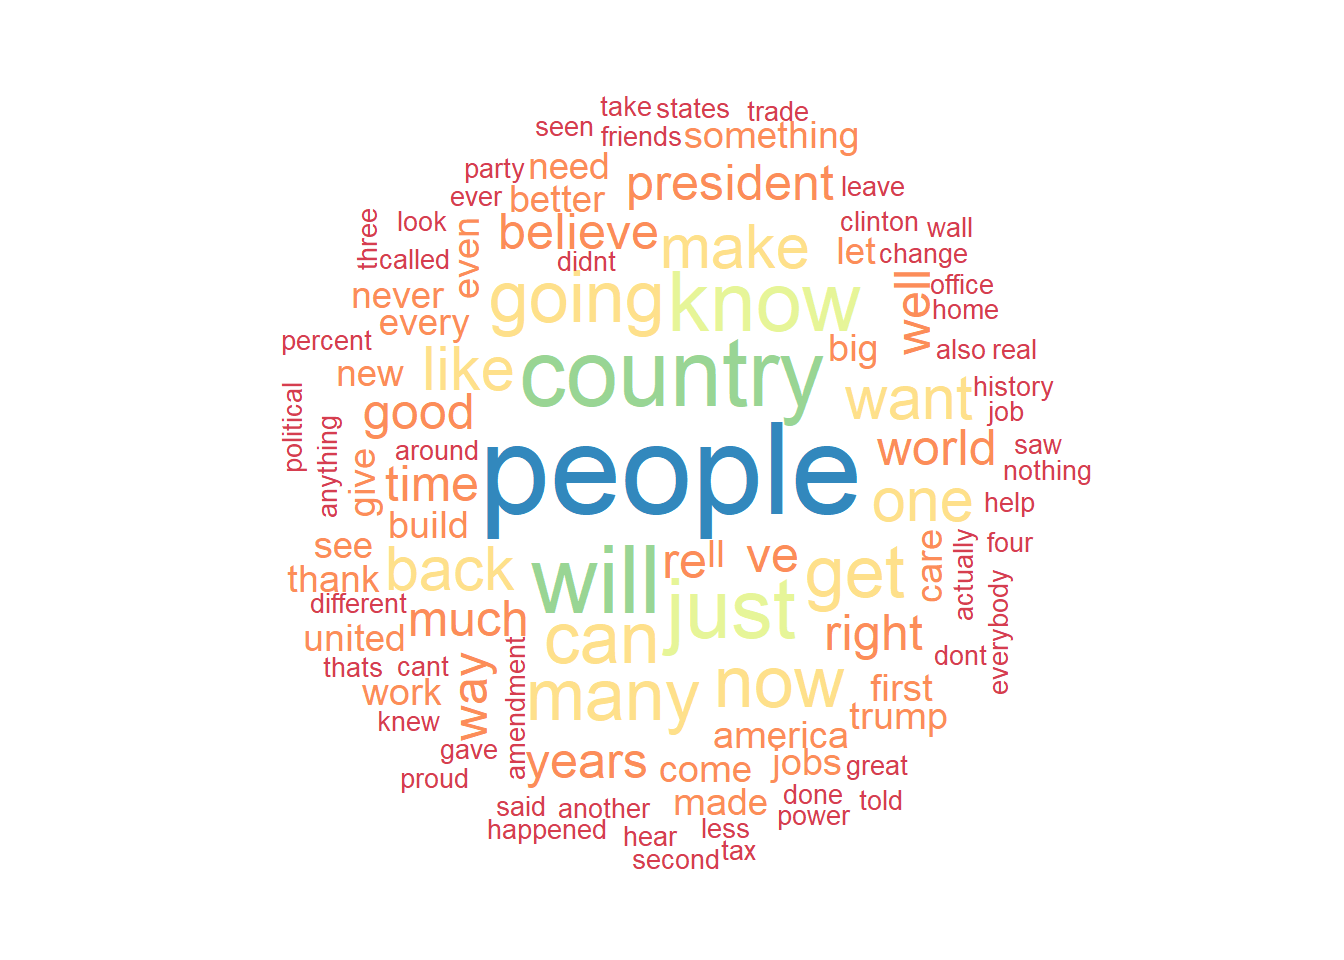 take states trade
seen friends something
party need president leave
ever better
three look believe make clinton wall
called even didnt let change
never going know well office
home
percent every country big also real
new like want history
political good job
anything around people world saw
give time one nothing
build help
see back will re ll ve get care actually four
thank just
different much can right everybody
united dont
thats cant way amendment many now first
work trump
knew america
gave years come jobs great
proud
said another made done told
happened power
hear less
second tax